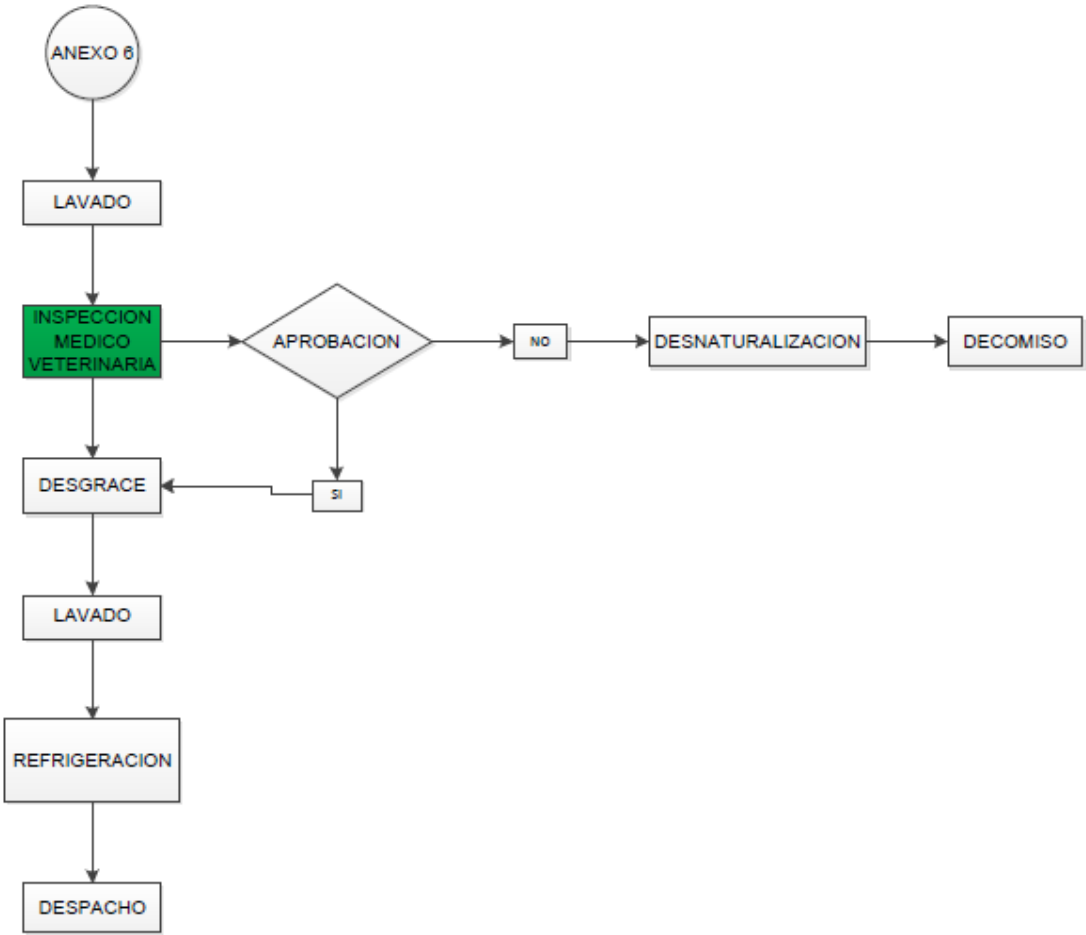 ANEXO 6
LAVADO
INSPECCION
MEDICO
VETERINARIA
APROBACION
NO
DESNATURALIZACION
DECOMISO
DESGRACE
SI
LAVADO
REFRIGERACION
DESPACHO